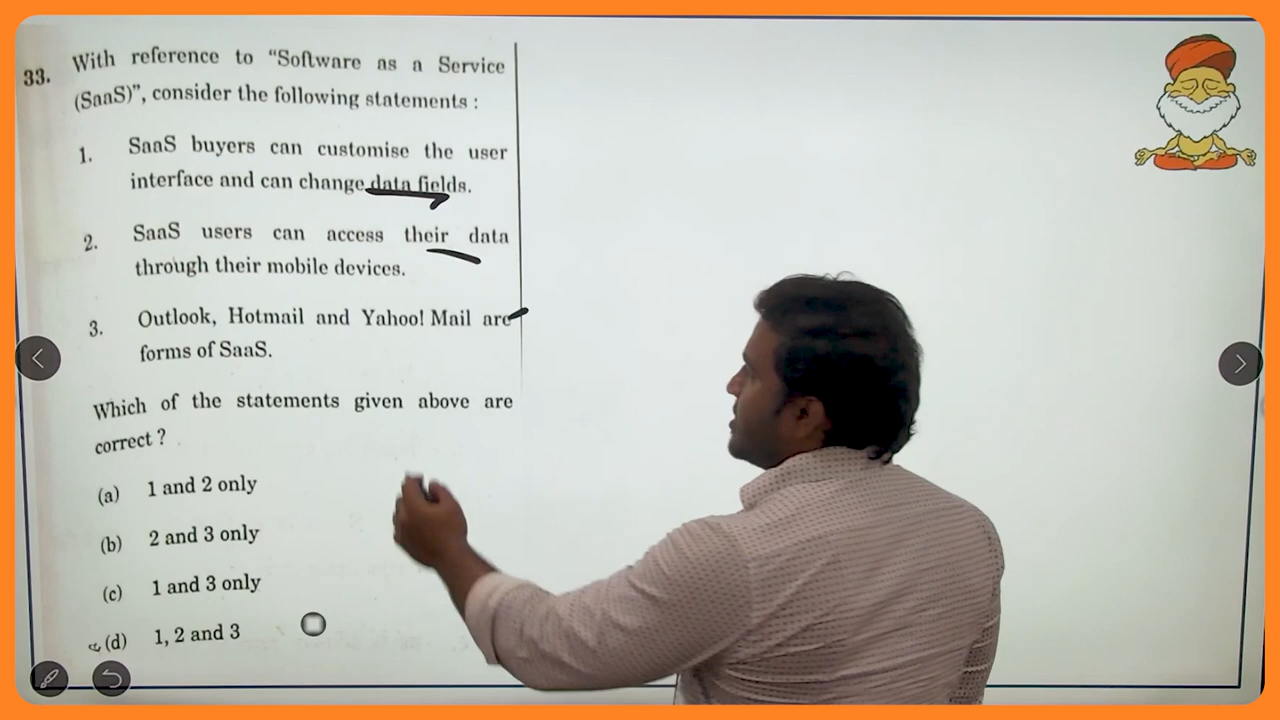 33. With reference to “Software as a Service
(SaaS)”, consider the following statements :
1. SaaS buyers can customise the user
interface and can change data fields.
2. SaaS users can access their data
through their mobile devices.
3. Outlook, Hotmail and Yahoo! Mail are
forms of SaaS.
Which of the statements given above are
correct ?
(a) 1 and 2 only
(b) 2 and 3 only
(c) 1 and 3 only
(d) 1, 2 and 3